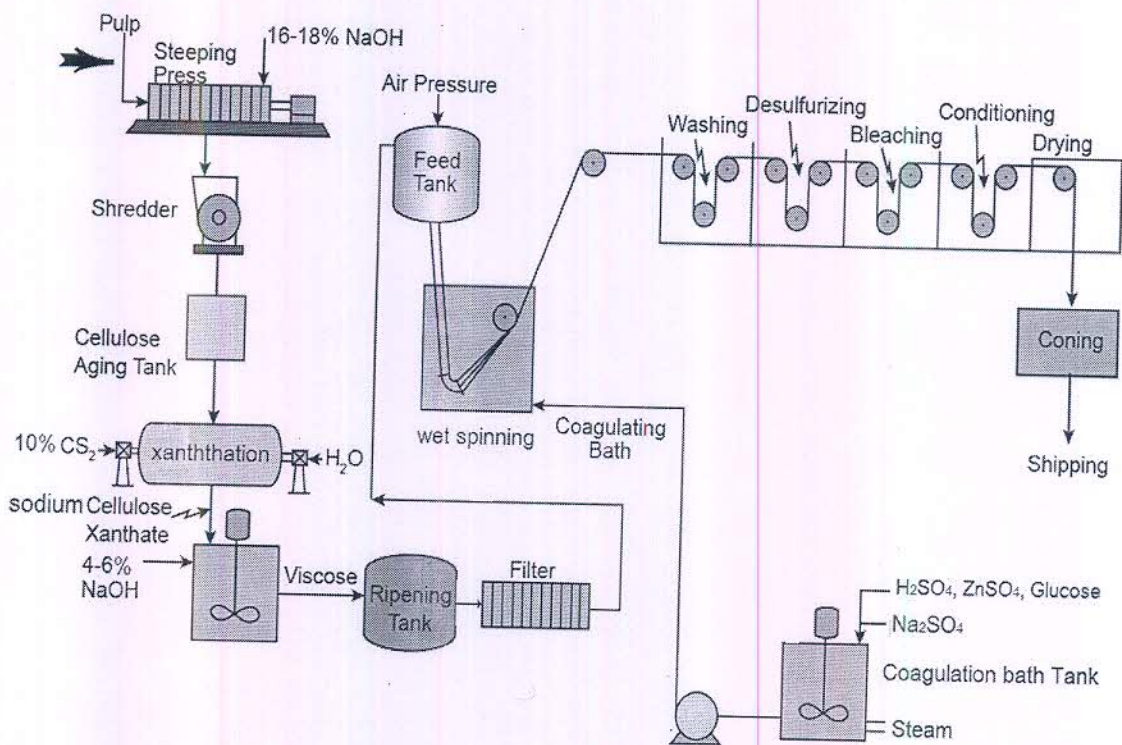 Pulp
16-18% NaOH
Steeping
Press
Shredder
Cellulose
Aging Tank
10% CS₂
xanththation
H₂O
sodium Cellulose
Xanthate
4-6%
NaOH
Viscose
Ripening
Tank
Filter
Air Pressure
Feed
Tank
wet spinning
Coagulating
Bath
Washing
Desulfurizing
Bleaching
Conditioning
Drying
Coning
Shipping
H₂SO₄, ZnSO₄, Glucose
Na₂SO₄
Coagulation bath Tank
Steam